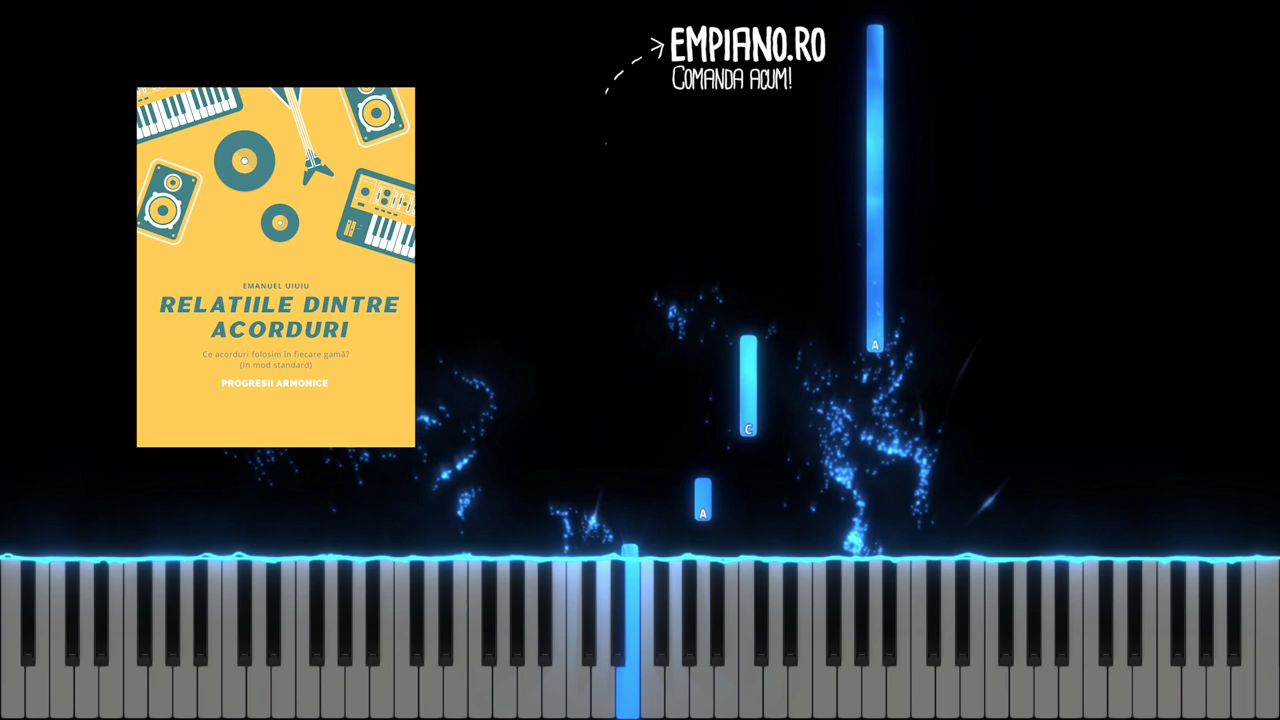 EMPIANO.RO
COMANDA ACUM!
EMANUEL UIUIU
RELATIILE DINTRE
ACORDURI
Ce acorduri folosim în fiecare gamă?
(In mod standard)
PROGRESII ARMONICE
A
C
A